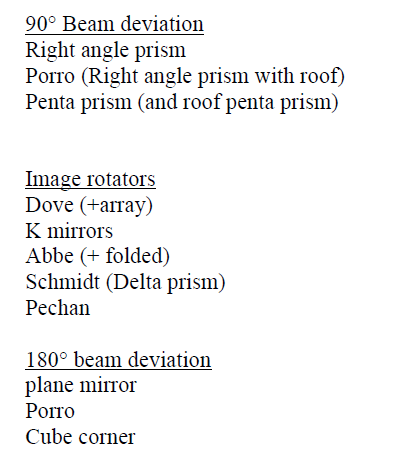 90° Beam deviation
Right angle prism
Porro (Right angle prism with roof)
Penta prism (and roof penta prism)
Image rotators
Dove (+array)
K mirrors
Abbe (+ folded)
Schmidt (Delta prism)
Pechan
180° beam deviation
plane mirror
Porro
Cube corner